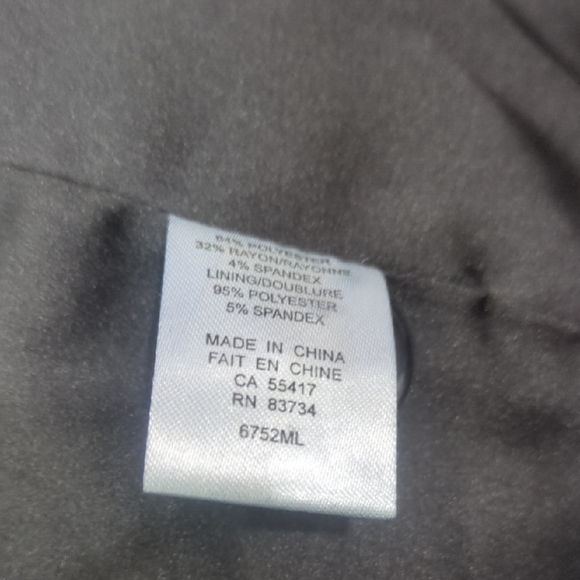 64% POLYESTER
32% RAYON/RAYONNE
4% SPANDEX
LINING/DOUBLURE
95% POLYESTER
5% SPANDEX
MADE IN CHINA
FAIT EN CHINE
CA 55417
RN 83734
6752ML